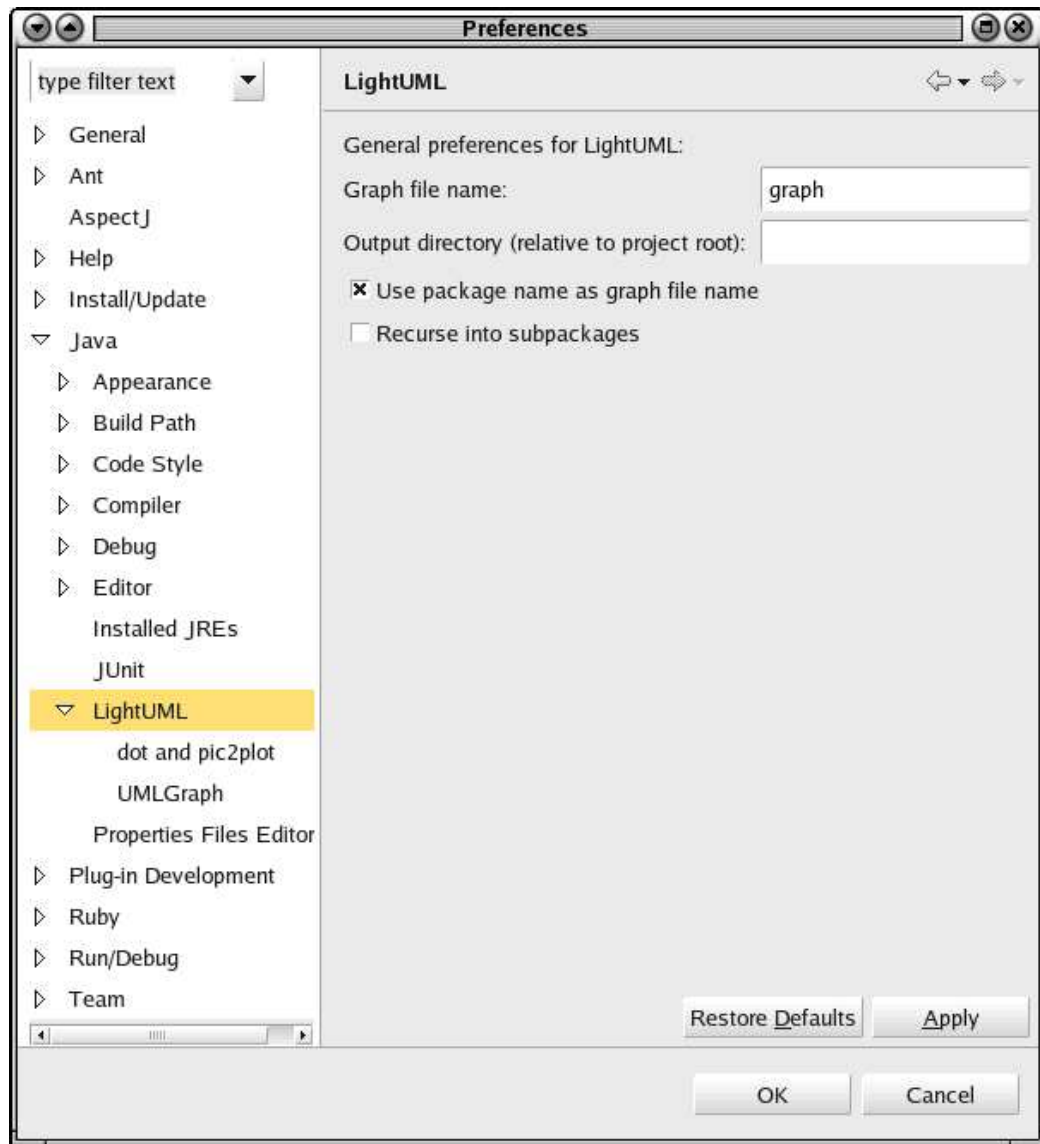 Preferences
type filter text
General
Ant
AspectJ
Help
Install/Update
Java
Appearance
Build Path
Code Style
Compiler
Debug
Editor
Installed JREs
JUnit
LightUML
dot and pic2plot
UMLGraph
Properties Files Editor
Plug-in Development
Ruby
Run/Debug
Team
LightUML
General preferences for LightUML:
Graph file name: graph
Output directory (relative to project root):
Use package name as graph file name
Recurse into subpackages
Restore Defaults Apply
OK Cancel